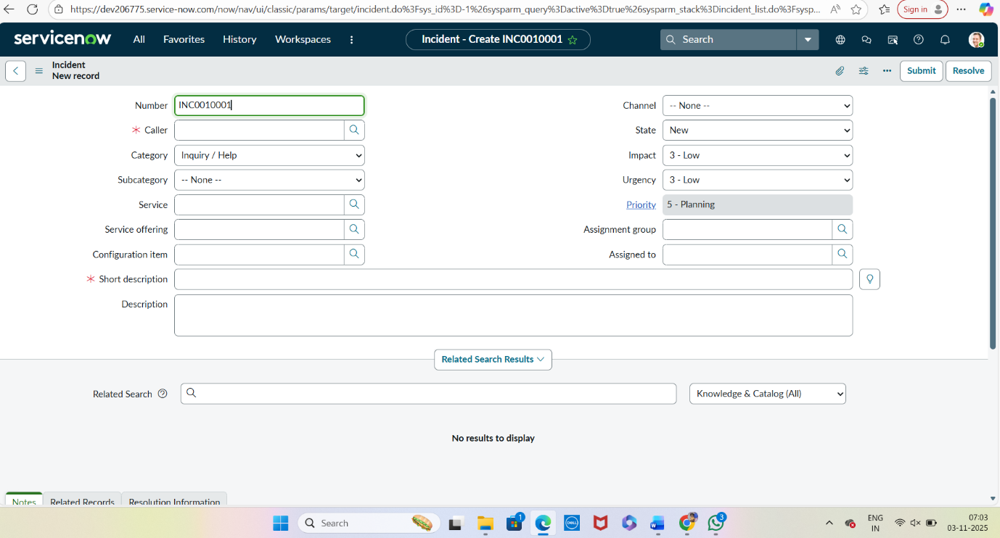 https://dev206775.service-now.com/now/nav/ui/classic/params/target/incident.do%3Fsys_id%3D-1%26sysparm_query%3Dactive%3Dtrue%26sysparm_stack%3Dincident_list.do%3Fsysp... A Sign in
servicenow All Favorites History Workspaces Incident - Create INC0010001 Search
Incident
New record
Submit Resolve
Number INC0010001 Channel -- None --
* Caller State New
Category Inquiry / Help Impact 3 - Low
Subcategory -- None -- Urgency 3 - Low
Service Priority 5 - Planning
Service offering Assignment group
Configuration item Assigned to
* Short description
Description
Related Search Results
Related Search Knowledge & Catalog (All)
No results to display
Notes Related Records Resolution Information
Search 1 DELL W 3 ENG 07:03
IN 03-11-2025